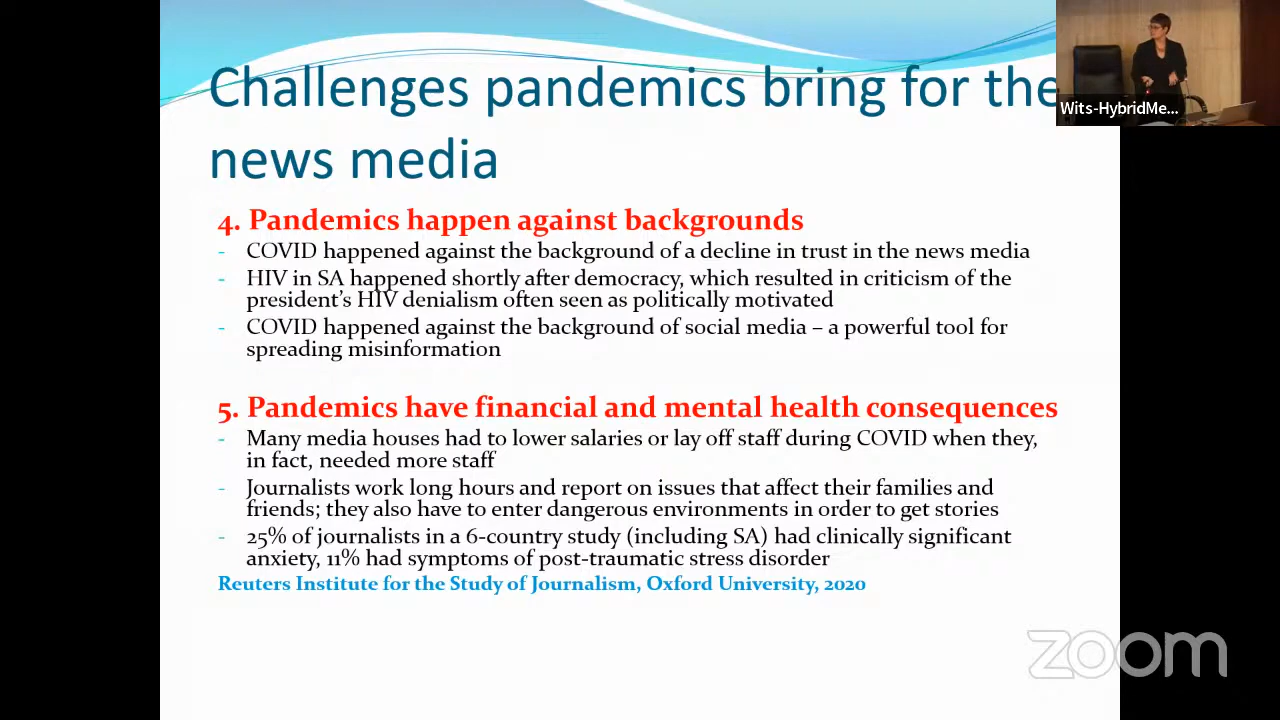 Challenges pandemics bring for the
news media
Wits-HybridMe...
4. Pandemics happen against backgrounds
- COVID happened against the background of a decline in trust in the news media
- HIV in SA happened shortly after democracy, which resulted in criticism of the
president's HIV denialism often seen as politically motivated
- COVID happened against the background of social media – a powerful tool for
spreading misinformation
5. Pandemics have financial and mental health consequences
- Many media houses had to lower salaries or lay off staff during COVID when they,
in fact, needed more staff
- Journalists work long hours and report on issues that affect their families and
friends; they also have to enter dangerous environments in order to get stories
- 25% of journalists in a 6-country study (including SA) had clinically significant
anxiety, 11% had symptoms of post-traumatic stress disorder
Reuters Institute for the Study of Journalism, Oxford University, 2020
zoom